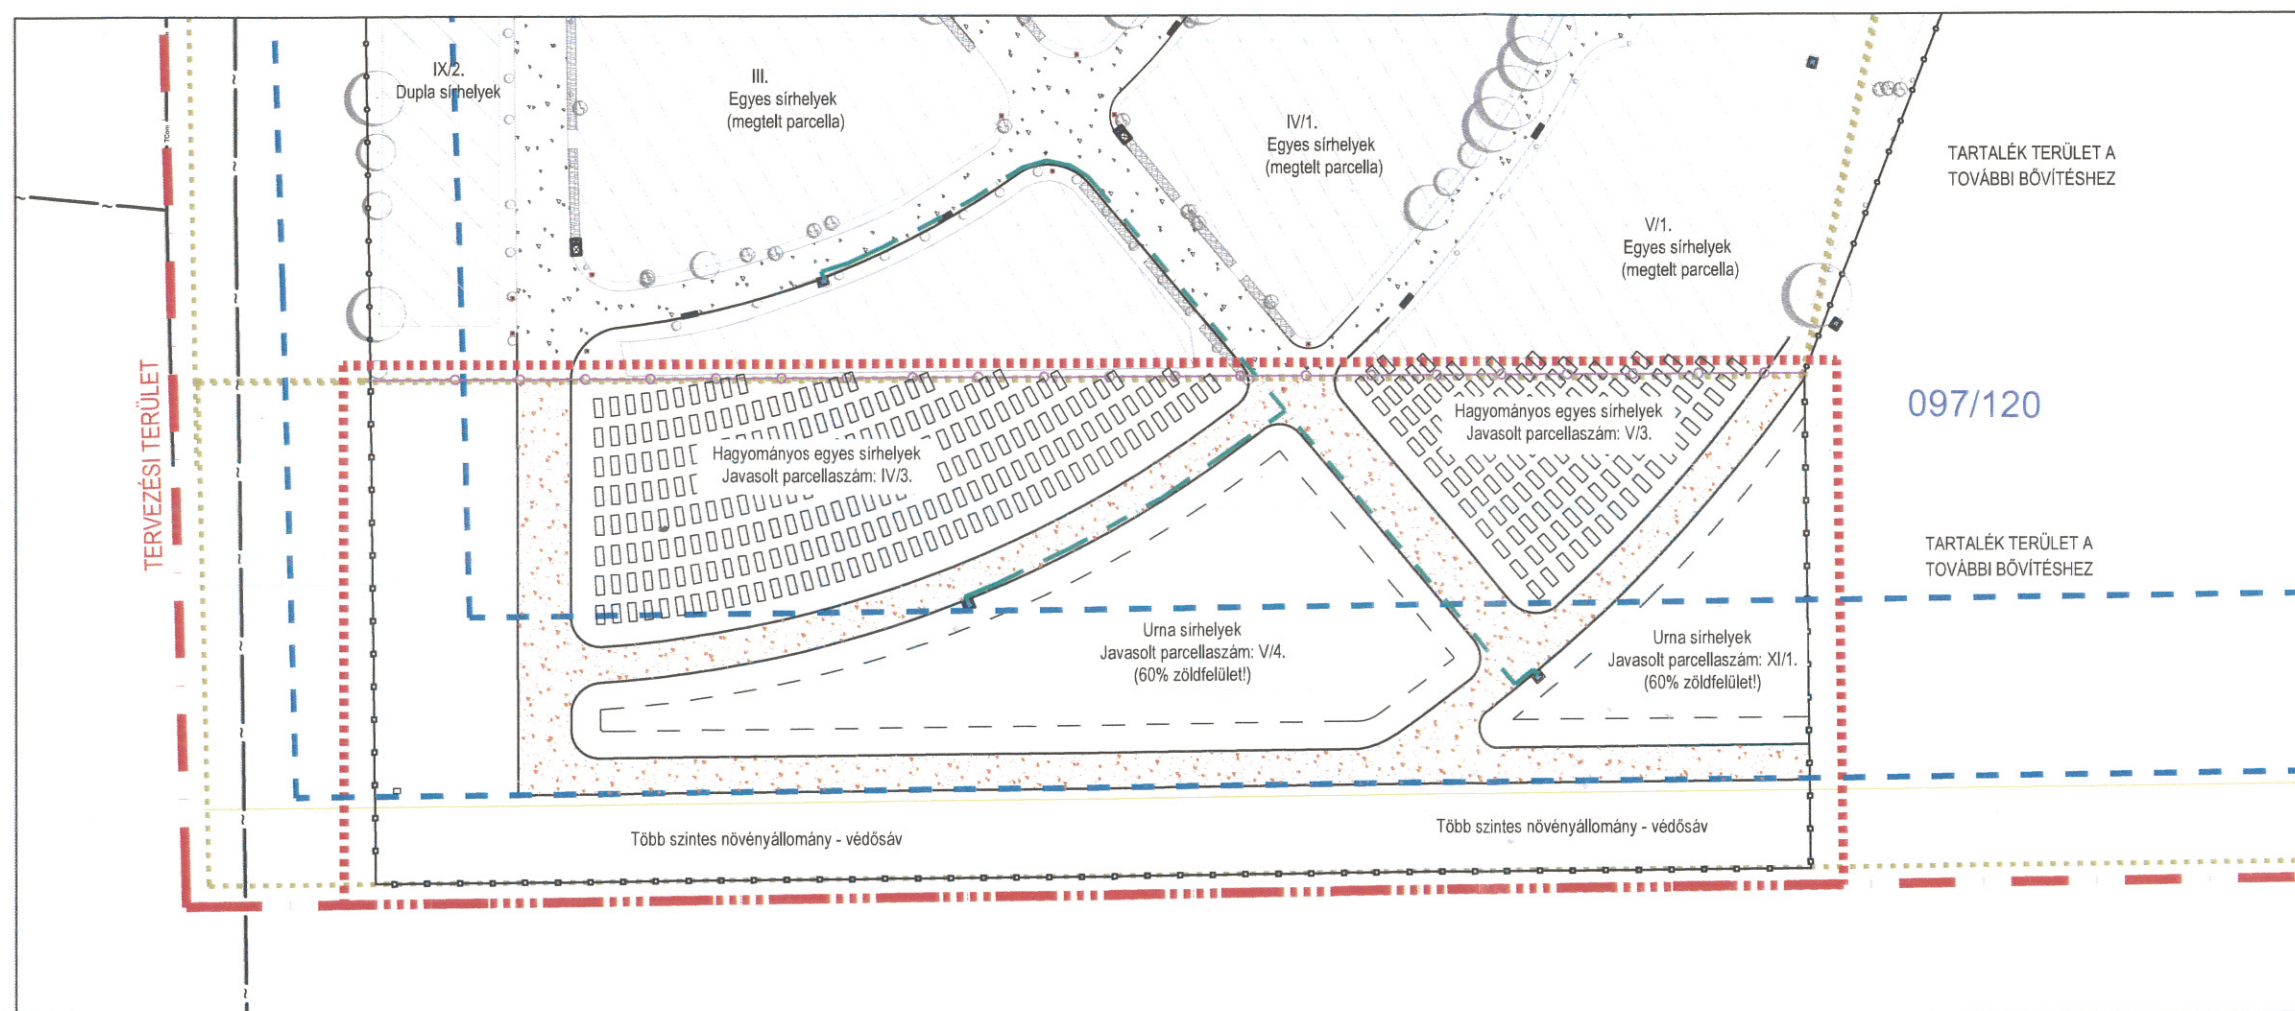 IX/2.
Dupla sírhelyek
III.
Egyes sírhelyek
(megtelt parcella)
IV/1.
Egyes sírhelyek
(megtelt parcella)
TARTALÉK TERÜLET A
TOVÁBBI BŐVÍTÉSHEZ
V/1.
Egyes sírhelyek
(megtelt parcella)
TERVEZÉSI TERÜLET
097/120
Hagyományos egyes sírhelyek
Javasolt parcellaszám: V/3.
Hagyományos egyes sírhelyek
Javasolt parcellaszám: IV/3.
TARTALÉK TERÜLET A
TOVÁBBI BŐVÍTÉSHEZ
Urna sírhelyek
Javasolt parcellaszám: V/4.
(60% zöldfelület!)
Urna sírhelyek
Javasolt parcellaszám: XI/1.
(60% zöldfelület!)
Több szintes növényállomány - védősáv
Több szintes növényállomány - védősáv